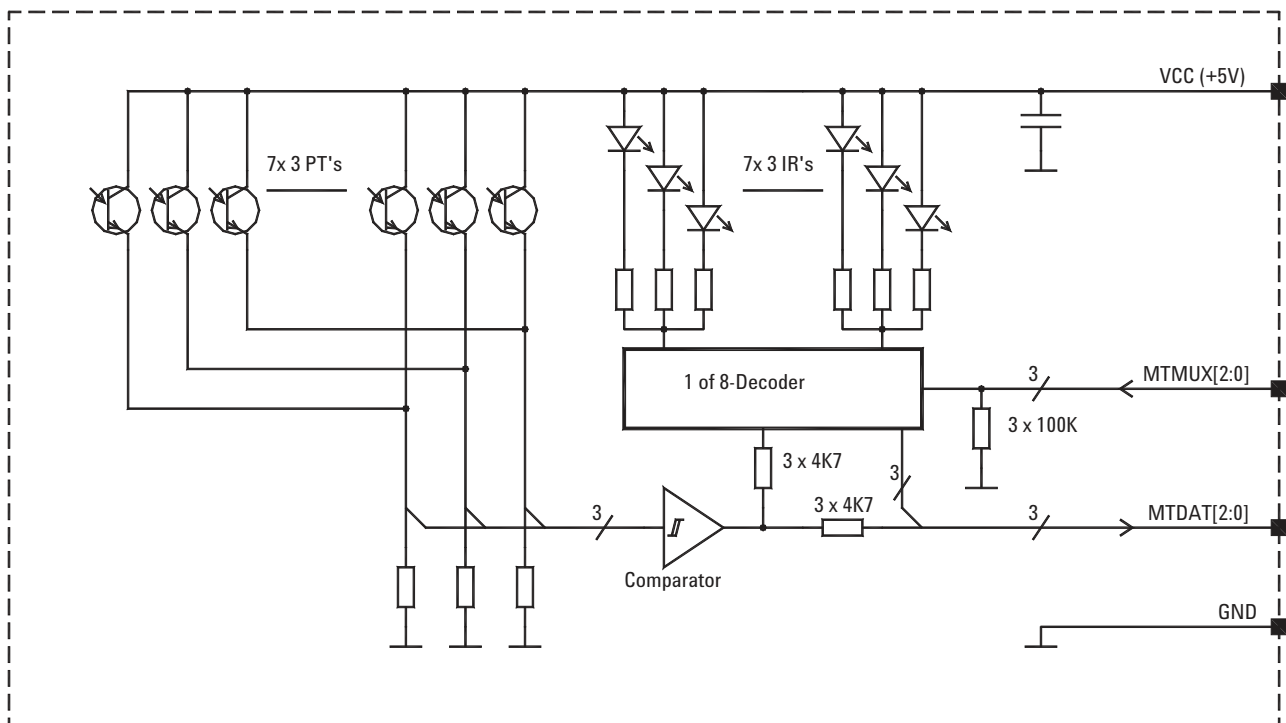 VCC (+5V)
7x 3 PT's
7x 3 IR's
1 of 8-Decoder
3
MTMUX[2:0]
3 x 100K
3 x 4K7
3
3 x 4K7
3
3
MTDAT[2:0]
Comparator
GND